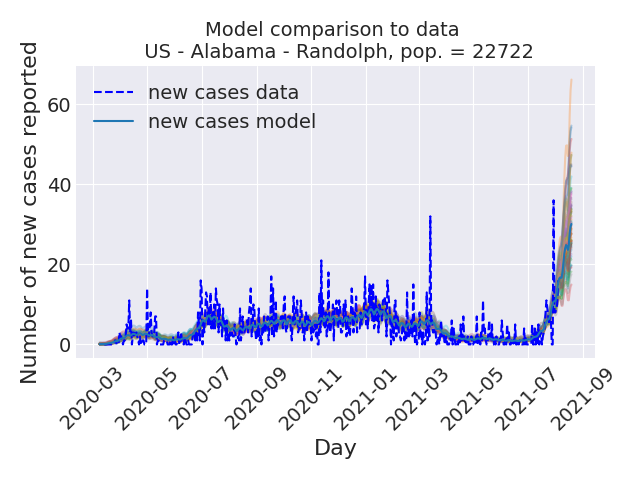 Model comparison to data
US - Alabama - Randolph, pop. = 22722
Number of new cases reported
new cases data
new cases model
60
40
20
0
2020-03
2020-05
2020-07
2020-09
2020-11
2021-01
2021-03
2021-05
2021-07
2021-09
Day